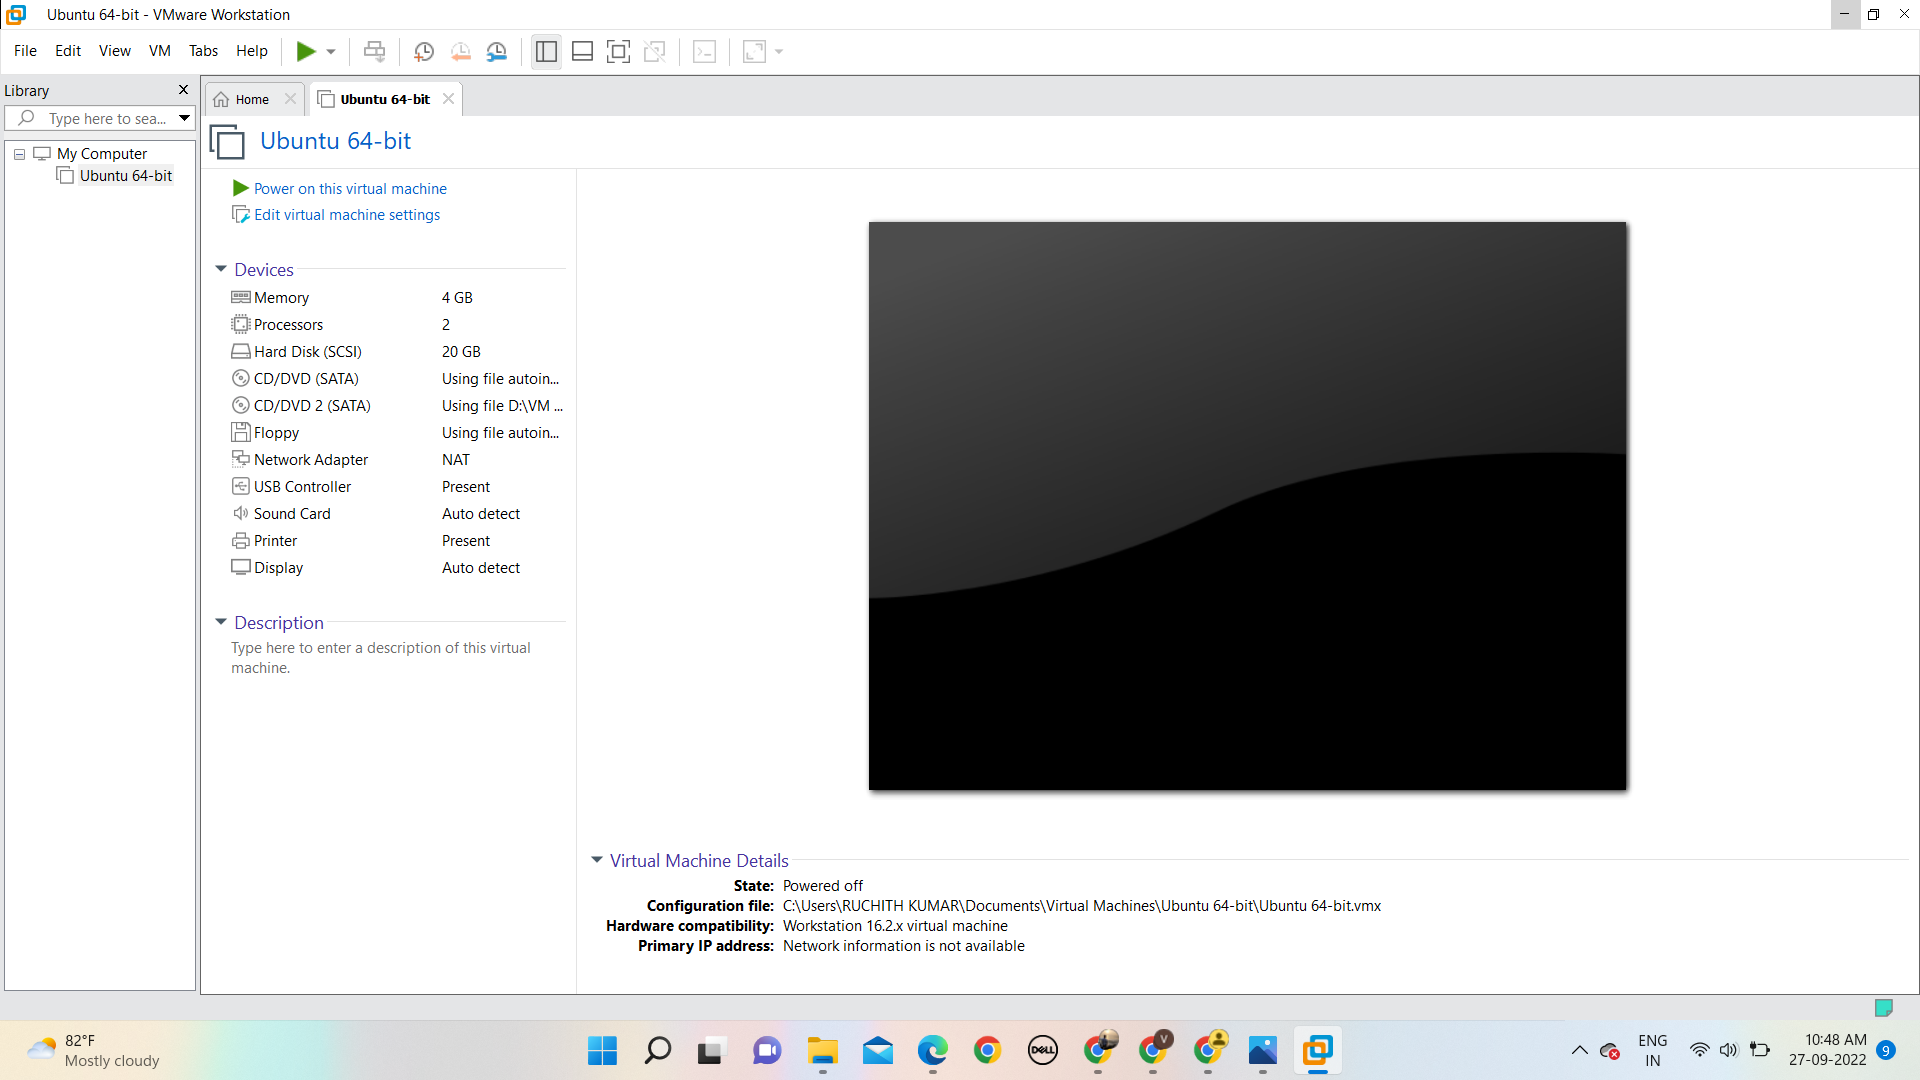 Ubuntu 64-bit - VMware Workstation
File Edit View VM Tabs Help
Library
Home
Ubuntu 64-bit
Type here to sea...
Ubuntu 64-bit
My Computer
Ubuntu 64-bit
Power on this virtual machine
Edit virtual machine settings
Devices
Memory 4 GB
Processors 2
Hard Disk (SCSI) 20 GB
CD/DVD (SATA) Using file autoin...
CD/DVD 2 (SATA) Using file D:\VM ...
Floppy Using file autoin...
Network Adapter NAT
USB Controller Present
Sound Card Auto detect
Printer Present
Display Auto detect
Description
Type here to enter a description of this virtual
machine.
Virtual Machine Details
State: Powered off
Configuration file: C:\Users\RUCHITH KUMAR\Documents\Virtual Machines\Ubuntu 64-bit\Ubuntu 64-bit.vmx
Hardware compatibility: Workstation 16.2.x virtual machine
Primary IP address: Network information is not available
82°F
Mostly cloudy
DELL
V
ENG
IN
10:48 AM
27-09-2022
9